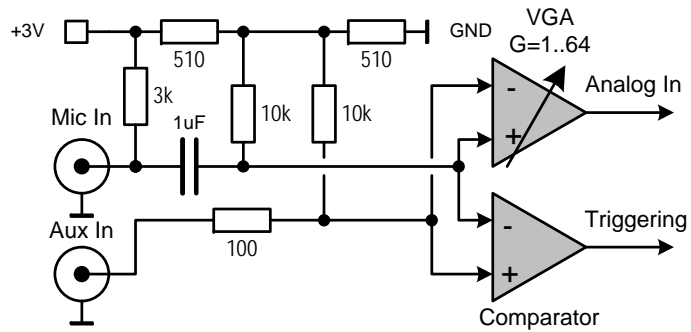 VGA
+3V
GND
G=1..64
510
510
Analog In
3k
-
Mic In
1uF
10k
10k
+
Triggering
-
Aux In
100
+
Comparator